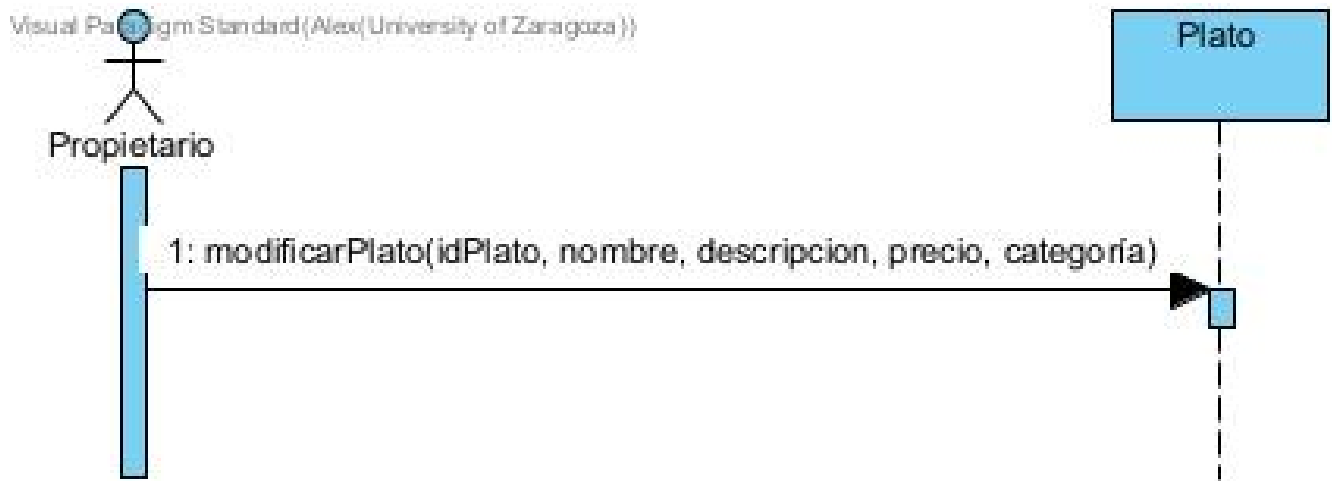 Visual Paradigm Standard(Alex(University of Zaragoza))
Plato
Propietario
1: modificarPlato(idPlato, nombre, descripcion, precio, categoría)